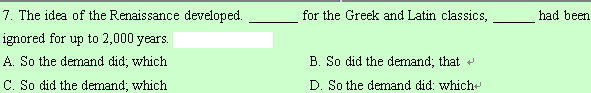 7. The idea of the Renaissance developed. _______ for the Greek and Latin classics, ______ had been
ignored for up to 2,000 years.
A. So the demand did; which B. So did the demand; that ↵
C. So did the demand; which D. So the demand did: which↵